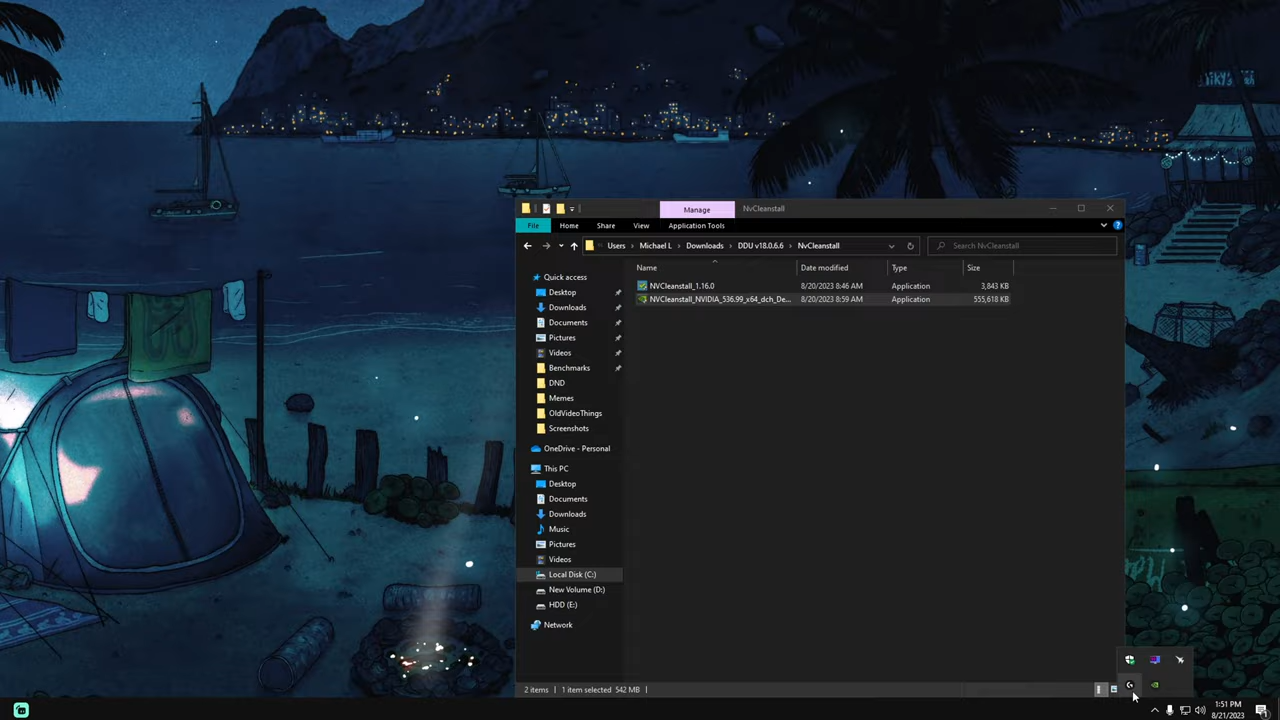 Manage
NvCleanstall
File
Home
Share
View
Application Tools
Users
Michael L
Downloads
DDU v18.0.6.6
NvCleanstall
Search NvCleanstall
Name
Date modified
Type
Size
NVCleanstall_1.16.0
8/20/2023 8:46 AM
Application
3,843 KB
NVCleanstall_NVIDIA_536.99_x64_dch_De...
8/20/2023 8:59 AM
Application
555,618 KB
Quick access
Desktop
Downloads
Documents
Pictures
Videos
Benchmarks
DND
Memes
OldVideoThings
Screenshots
OneDrive - Personal
This PC
Desktop
Documents
Downloads
Music
Pictures
Videos
Local Disk (C:)
New Volume (D:)
HDD (E:)
Network
2 items
1 item selected 542 MB
1:51 PM
8/21/2023